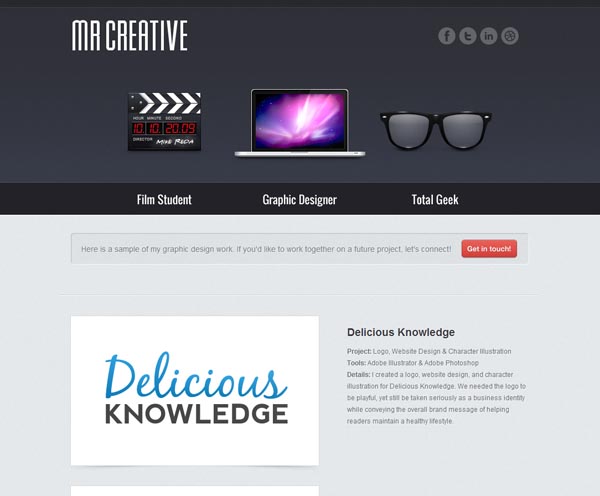 MR CREATIVE
HOUR MINUTE SECOND
10.10.20.09
DIRECTOR
Film Student
Graphic Designer
Total Geek
Here is a sample of my graphic design work. If you'd like to work together on a future project, let's connect!
Get in touch!
Delicious
KNOWLEDGE
Delicious Knowledge
Project: Logo, Website Design & Character Illustration
Tools: Adobe Illustrator & Adobe Photoshop
Details: I created a logo, website design, and character
illustration for Delicious Knowledge. We needed the logo to
be playful, yet still be taken seriously as a business identity
while conveying the overall brand message of helping
readers maintain a healthy lifestyle.